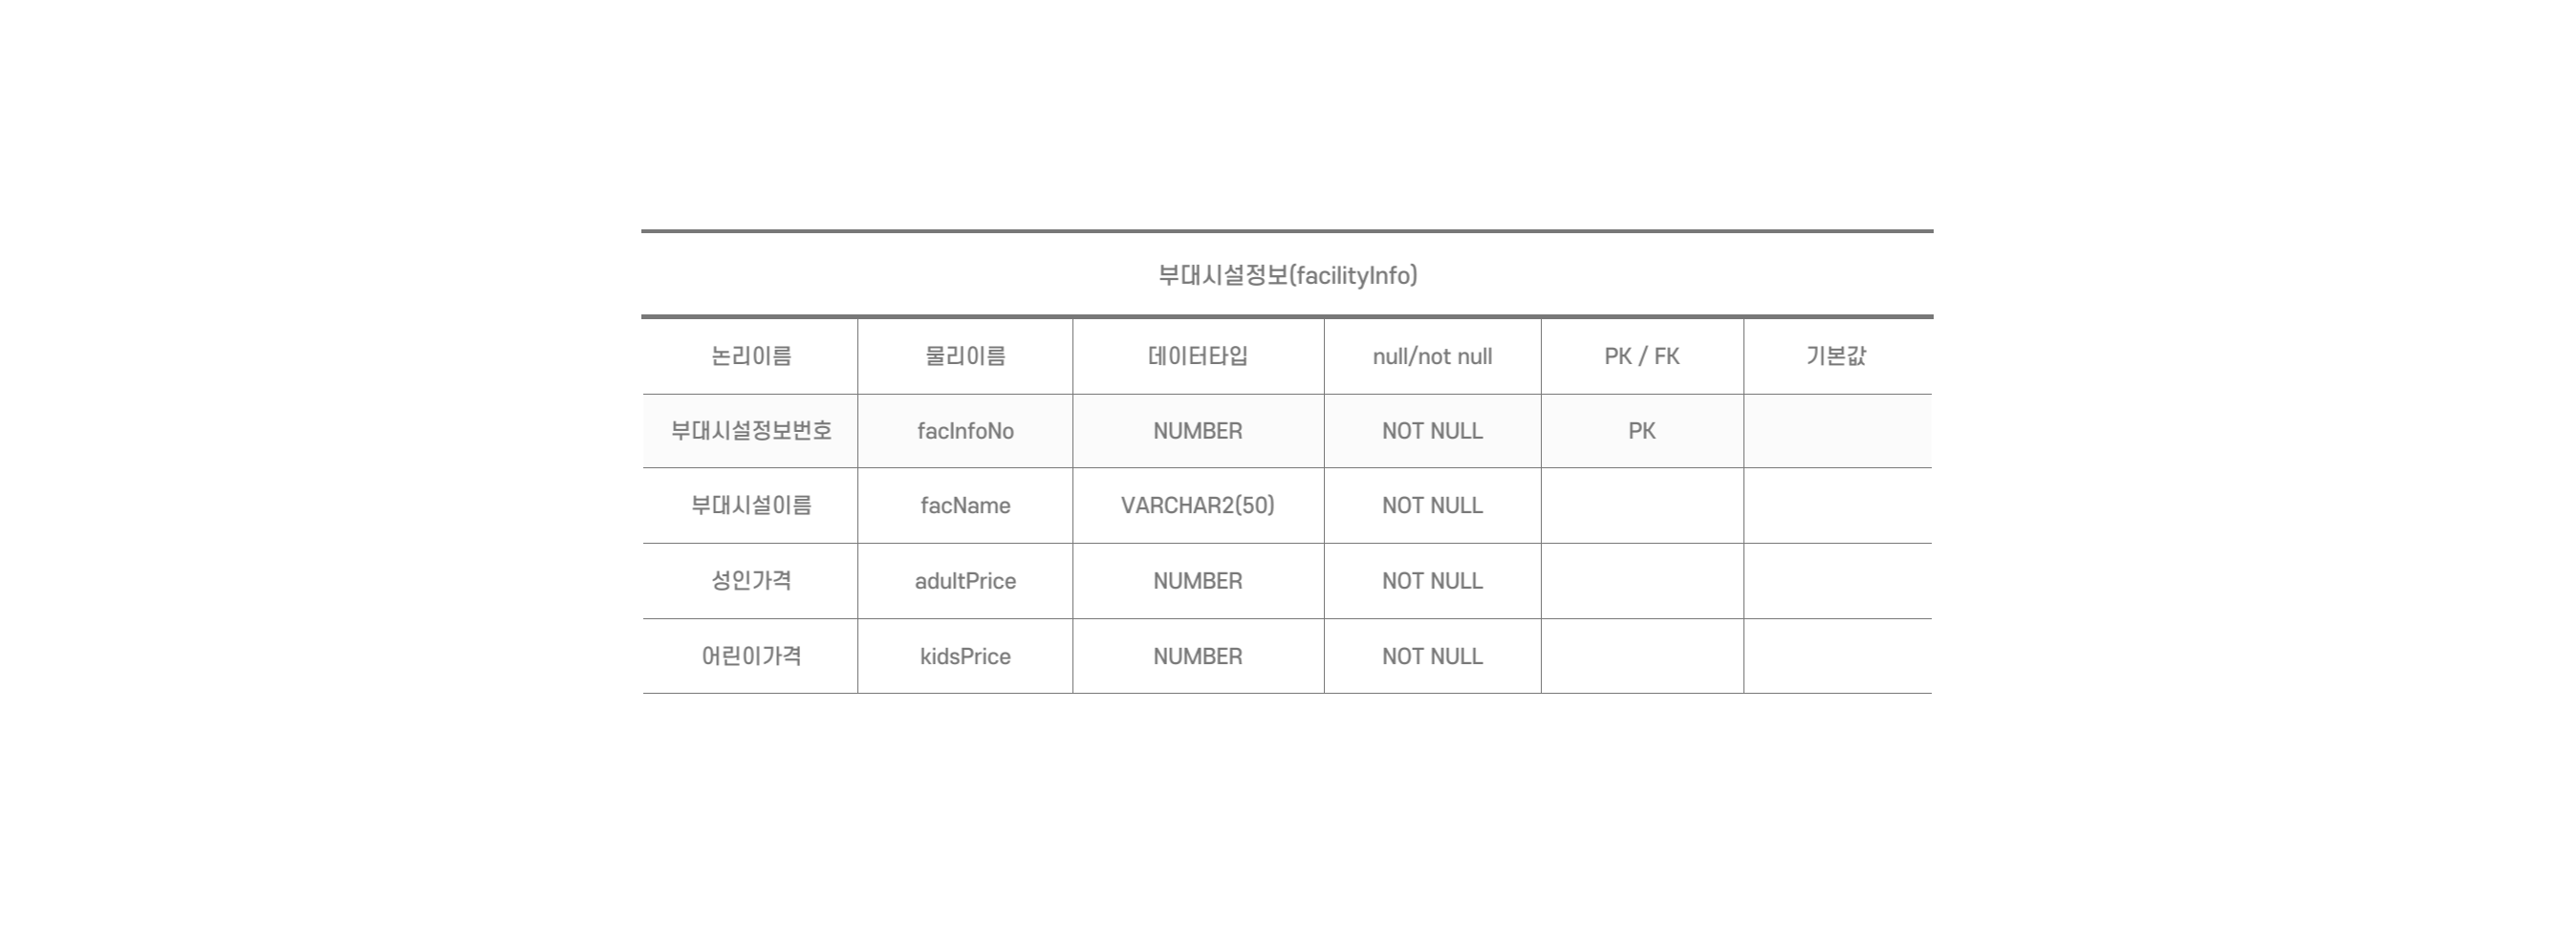 부대시설정보(facilityInfo)
논리이름 물리이름 데이터타입 null/not null PK / FK 기본값
부대시설정보번호 facInfoNo NUMBER NOT NULL PK
부대시설이름 facName VARCHAR2(50) NOT NULL
성인가격 adultPrice NUMBER NOT NULL
어린이가격 kidsPrice NUMBER NOT NULL